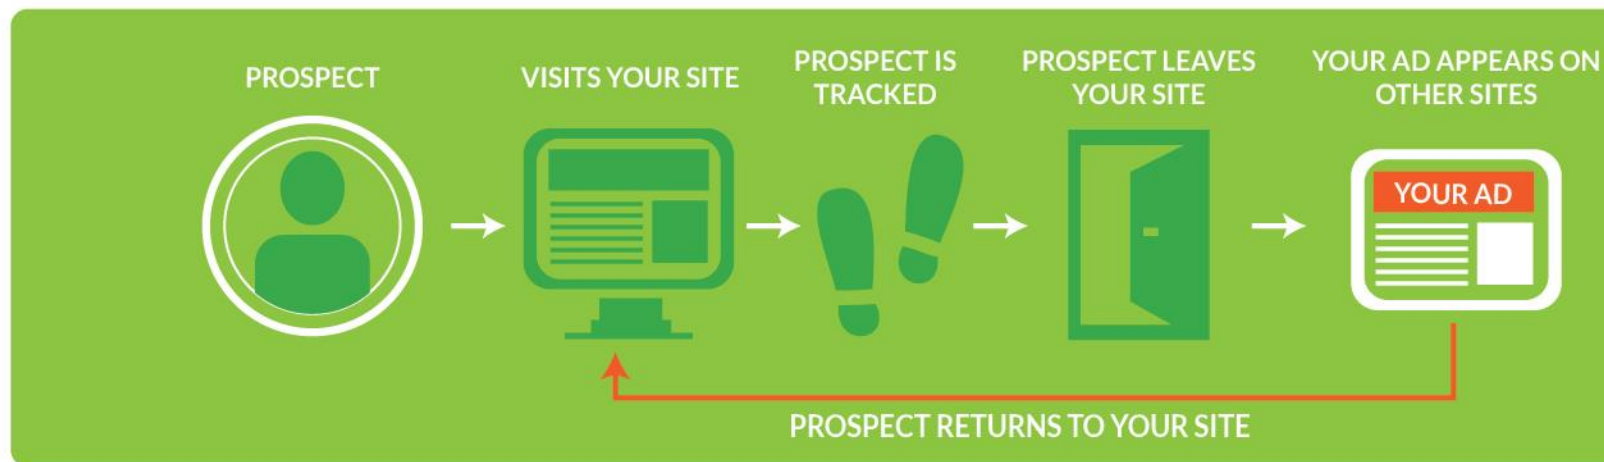 PROSPECT
VISITS YOUR SITE
PROSPECT IS
TRACKED
PROSPECT LEAVES
YOUR SITE
YOUR AD APPEARS ON
OTHER SITES
YOUR AD
PROSPECT RETURNS TO YOUR SITE